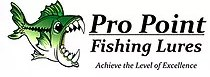 Pro Point
Fishing Lures
Achieve the Level of Excellence